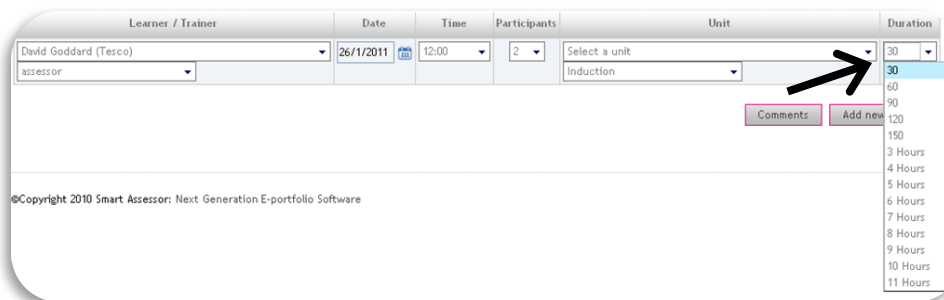 Learner / Trainer Date Time Participants Unit Duration
David Goddard (Tesco) 26/1/2011 12:00 2 Select a unit 30
assessor Induction
30
60
90
Comments Add new
120
150
3 Hours
4 Hours
5 Hours
©Copyright 2010 Smart Assessor: Next Generation E-portfolio Software
6 Hours
7 Hours
8 Hours
9 Hours
10 Hours
11 Hours